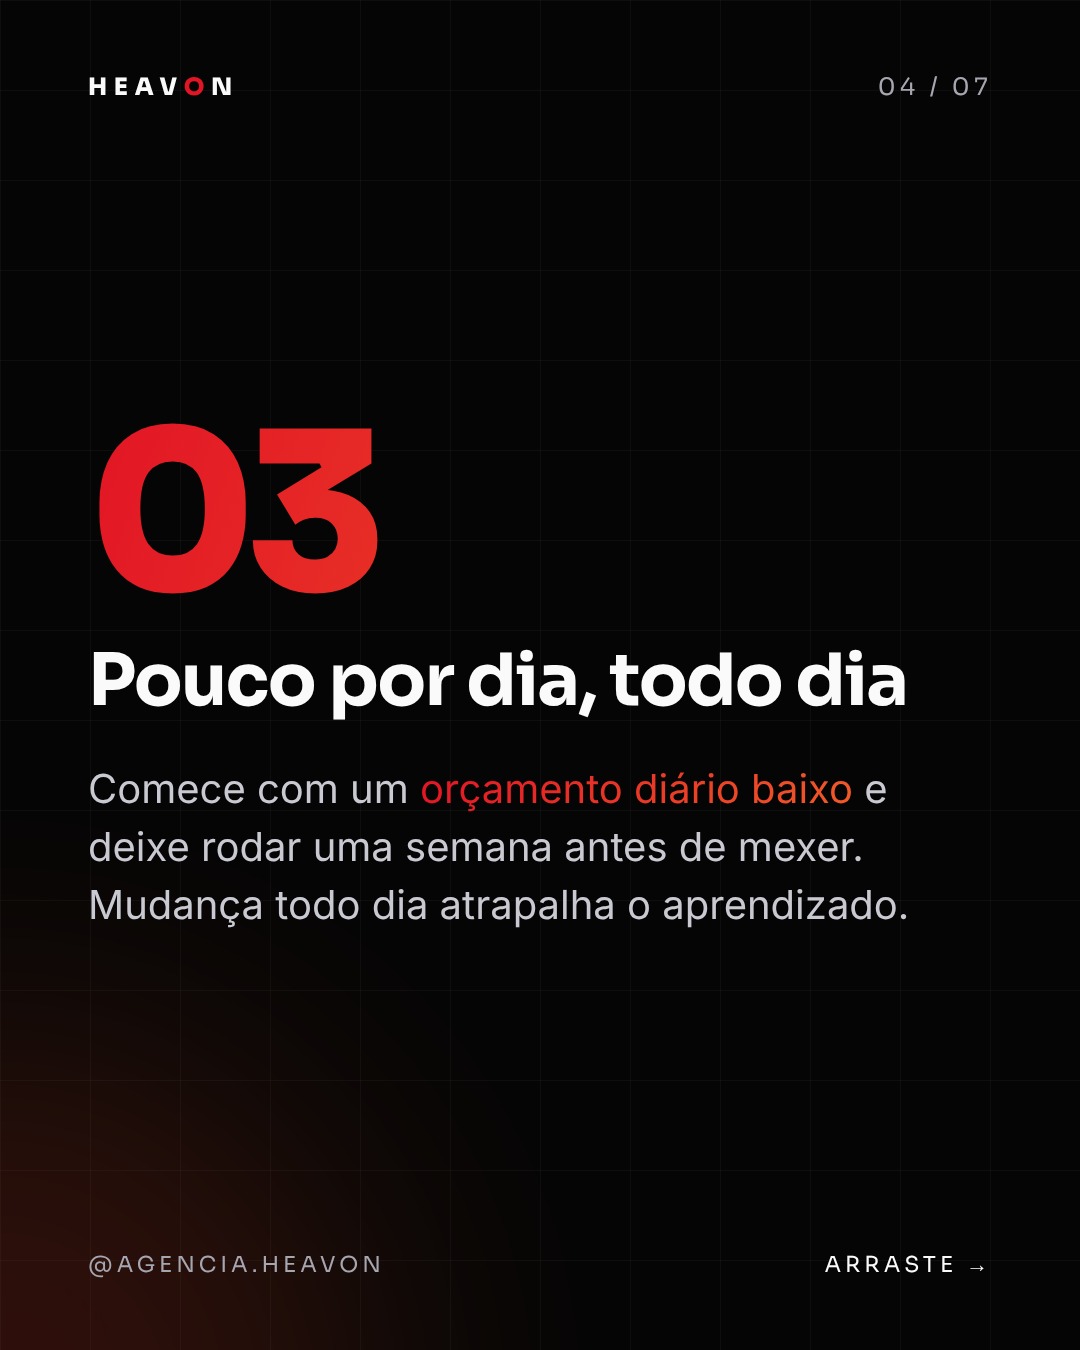 HEAVON
04 / 07
03
Pouco por dia, todo dia
Comece com um orçamento diário baixo e
deixe rodar uma semana antes de mexer.
Mudança todo dia atrapalha o aprendizado.
@AGENCIA.HEAVON
ARRASTE →